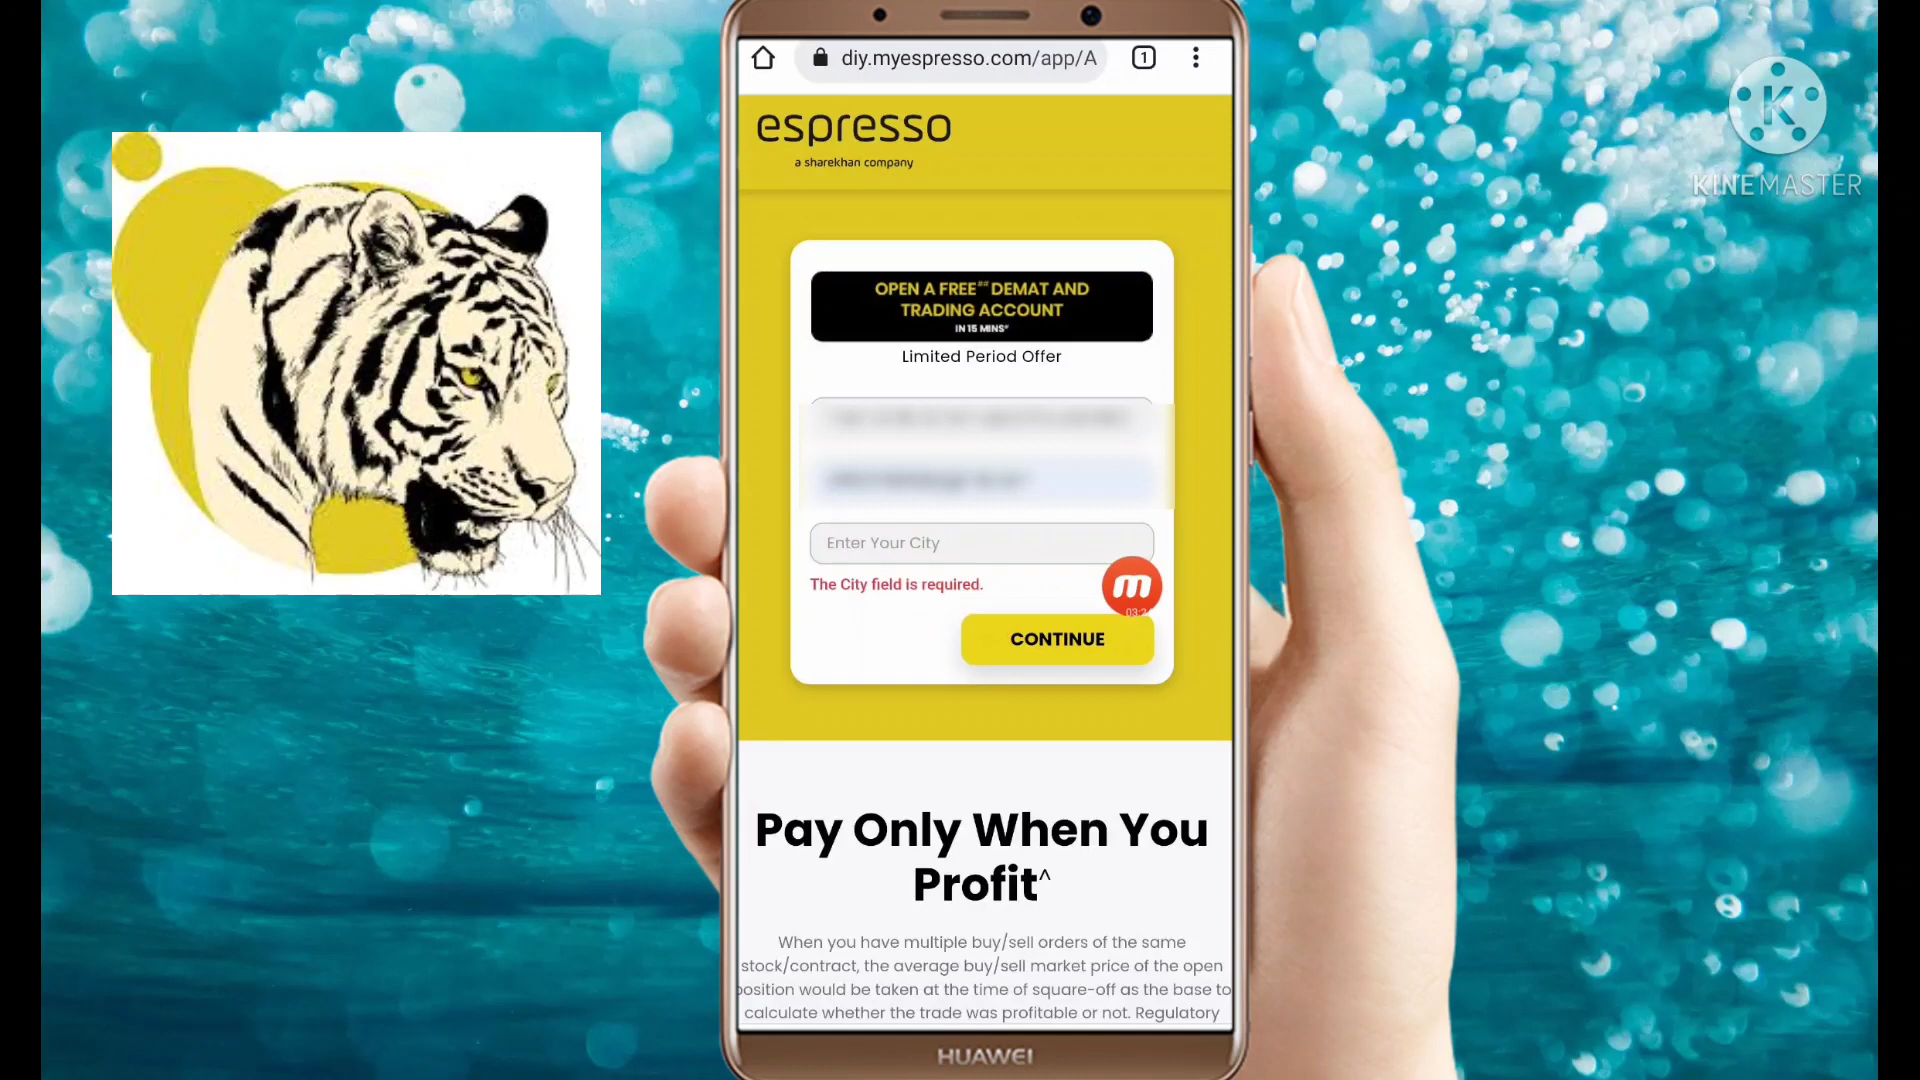 diy.myespresso.com/app/A
1
espresso
a sharekhan company
OPEN A FREE## DEMAT AND
TRADING ACCOUNT
IN 15 MINS#
Limited Period Offer
Enter Your City
The City field is required.
CONTINUE
Pay Only When You
Profit^
When you have multiple buy/sell orders of the same
stock/contract, the average buy/sell market price of the open
position would be taken at the time of square-off as the base to
calculate whether the trade was profitable or not. Regulatory
HUAWEI
K
KINEMASTER